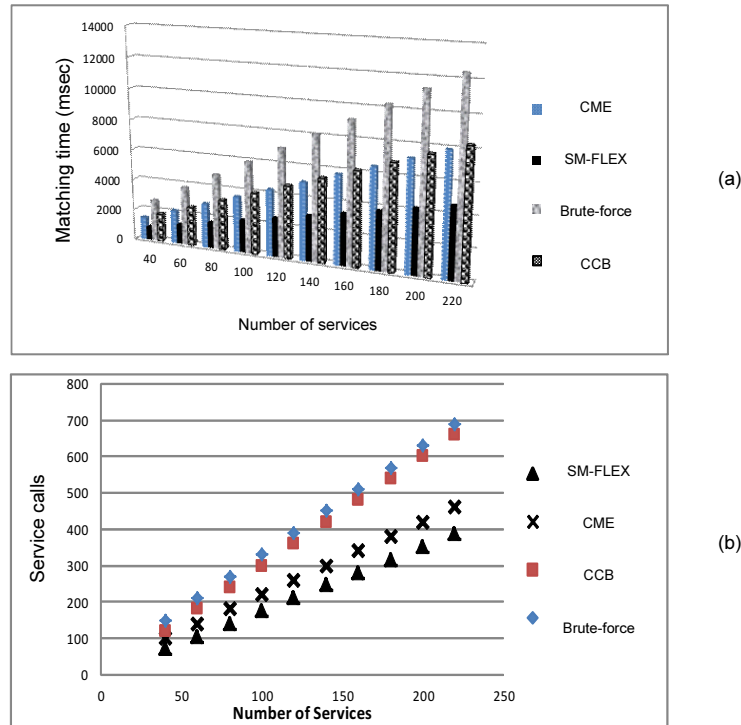 14000
12000
10000
8000
6000
4000
2000
0
Matching time (msec)
40 60 80 100 120 140 160 180 200 220
Number of services
CME
SM-FLEX
Brute-force
CCB
(a)
800
700
600
500
400
300
200
100
0
Service calls
0 50 100 150 200 250
Number of Services
SM-FLEX
CME
CCB
Brute-force
(b)